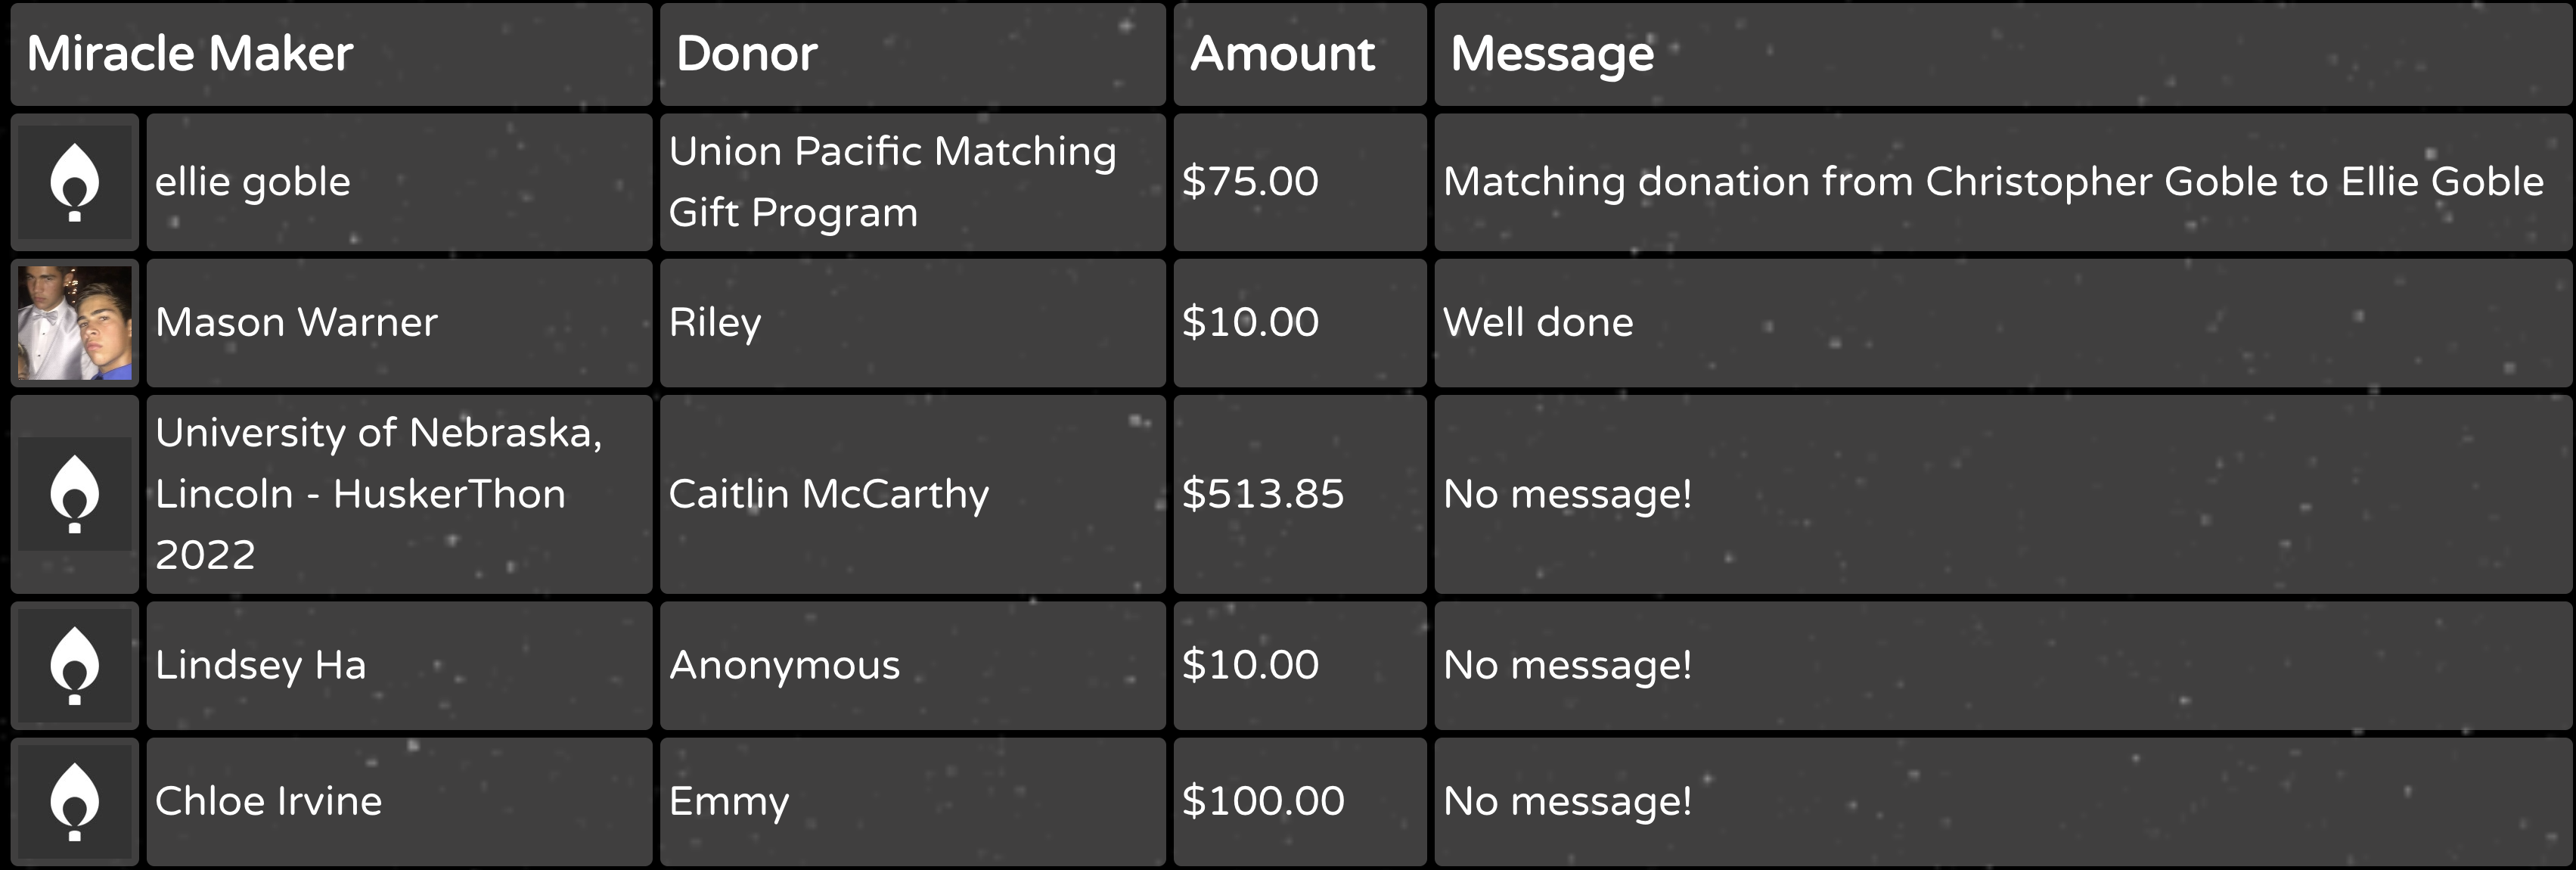 Miracle Maker Donor Amount Message
ellie goble Union Pacific Matching Gift Program $75.00 Matching donation from Christopher Goble to Ellie Goble
Mason Warner Riley $10.00 Well done
University of Nebraska, Lincoln - HuskerThon 2022 Caitlin McCarthy $513.85 No message!
Lindsey Ha Anonymous $10.00 No message!
Chloe Irvine Emmy $100.00 No message!